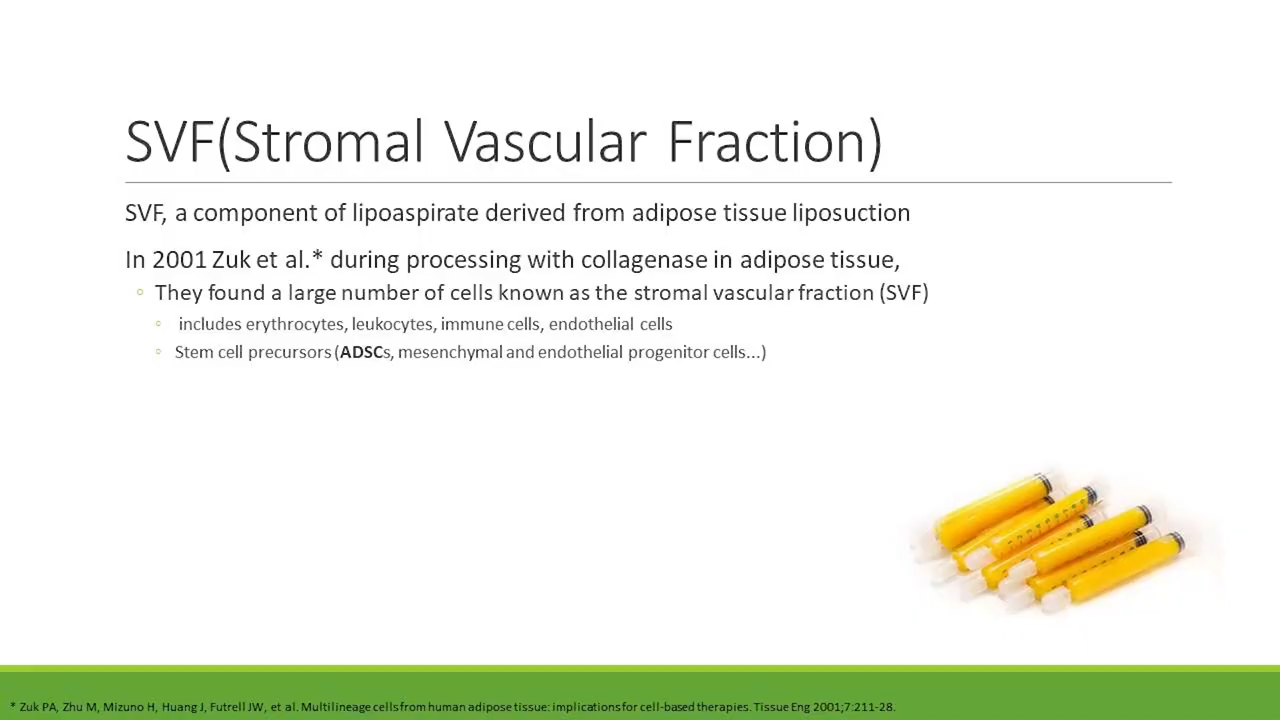 SVF(Stromal Vascular Fraction)
SVF, a component of lipoaspirate derived from adipose tissue liposuction
In 2001 Zuk et al.* during processing with collagenase in adipose tissue,
They found a large number of cells known as the stromal vascular fraction (SVF)
includes erythrocytes, leukocytes, immune cells, endothelial cells
Stem cell precursors (ADSCs, mesenchymal and endothelial progenitor cells...)
* Zuk PA, Zhu M, Mizuno H, Huang J, Futrell JW, et al. Multilineage cells from human adipose tissue: implications for cell-based therapies. Tissue Eng 2001;7:211-28.